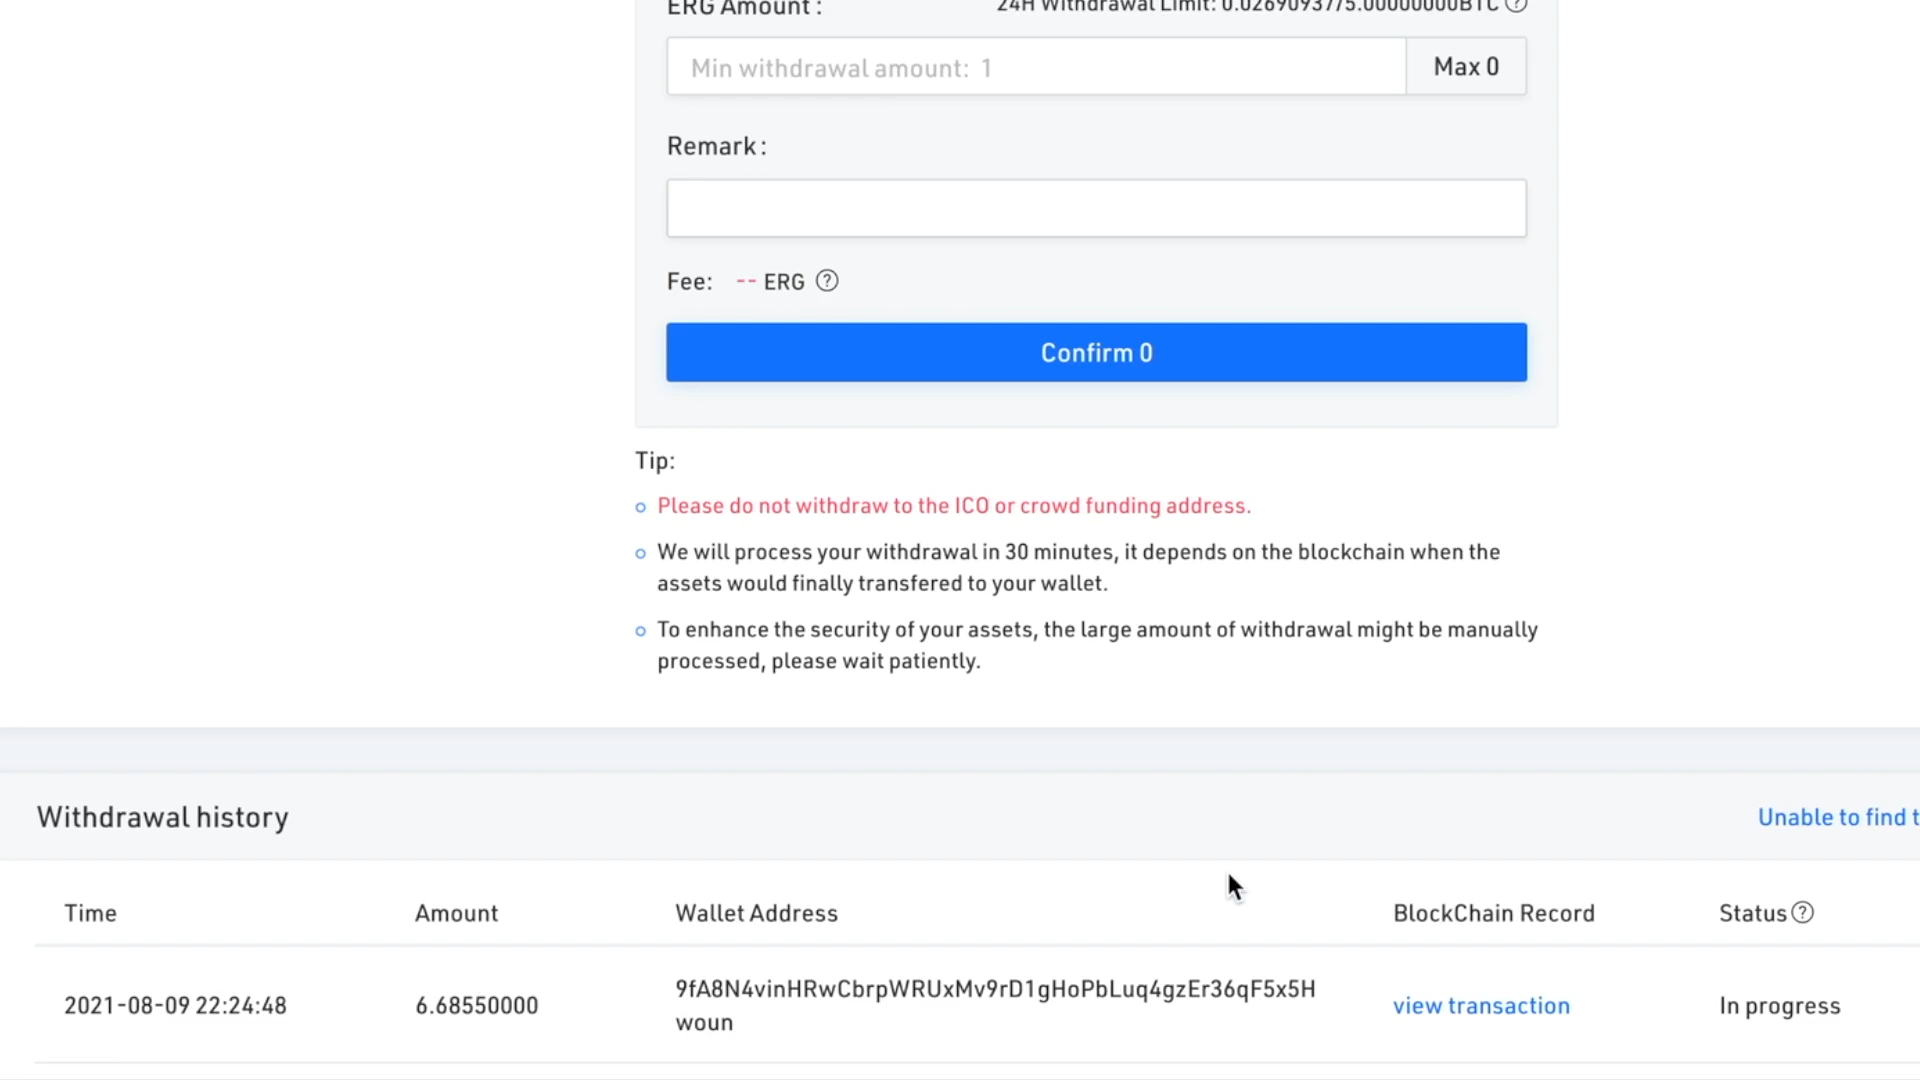 ERG Amount :
24H Withdrawal Limit: 0.02690937/5.00000000BTC ?
Min withdrawal amount: 1
Max 0
Remark :
Fee: -- ERG ?
Confirm 0
Tip:
Please do not withdraw to the ICO or crowd funding address.
We will process your withdrawal in 30 minutes, it depends on the blockchain when the
assets would finally transfered to your wallet.
To enhance the security of your assets, the large amount of withdrawal might be manually
processed, please wait patiently.
Withdrawal history
Unable to find t
Time Amount Wallet Address BlockChain Record Status ?
2021-08-09 22:24:48 6.68550000 9fA8N4vinHRwCbrpWRUxMv9rD1gHoPbLuq4gzEr36qF5x5H view transaction In progress
woun